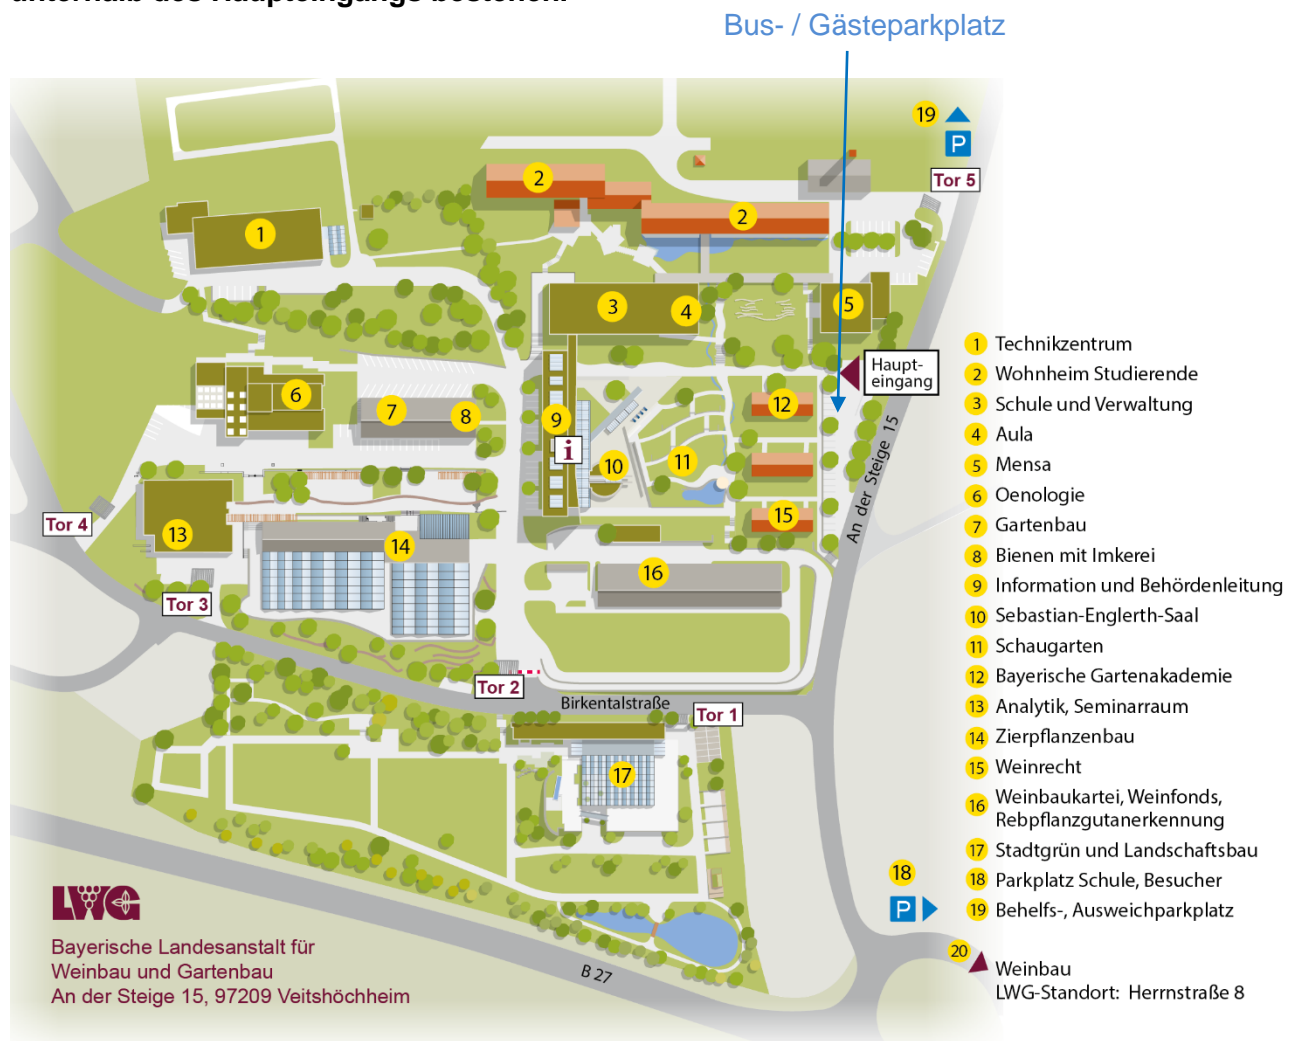 unterhalb des Haupteingangs bestehen.
Bus- / Gästeparkplatz
19
P
Tor 5
2
2
1
3
4
5
Haupt-
eingang
6
7
8
9
i
10
11
12
An der Steige 15
Tor 4
13
14
15
16
Tor 3
Tor 2
Birkentalstraße
Tor 1
17
18
P
20
B 27
1 Technikzentrum
2 Wohnheim Studierende
3 Schule und Verwaltung
4 Aula
5 Mensa
6 Oenologie
7 Gartenbau
8 Bienen mit Imkerei
9 Information und Behördenleitung
10 Sebastian-Englerth-Saal
11 Schaugarten
12 Bayerische Gartenakademie
13 Analytik, Seminarraum
14 Zierpflanzenbau
15 Weinrecht
16 Weinbaukartei, Weinfonds,
Rebpflanzgutanerkennung
17 Stadtgrün und Landschaftsbau
18 Parkplatz Schule, Besucher
19 Behelfs-, Ausweichparkplatz
Weinbau
LWG-Standort: Herrnstraße 8
LWG
Bayerische Landesanstalt für
Weinbau und Gartenbau
An der Steige 15, 97209 Veitshöchheim